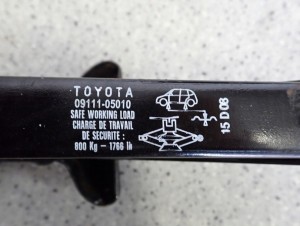 TOYOTA
09111-05010
SAFE WORKING LOAD
CHARGE DE TRAVAIL
DE SECURITE :
800 Kg - 1766 lb
15 D 08